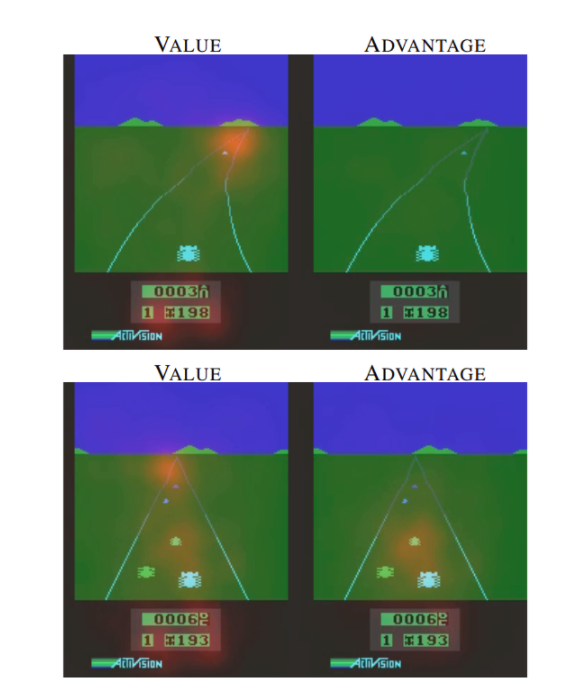 VALUE ADVANTAGE
0003 0003
1 198 1 198
ACTIVISION ACTIVISION
VALUE ADVANTAGE
0006 0006
1 193 1 193
ACTIVISION ACTIVISION